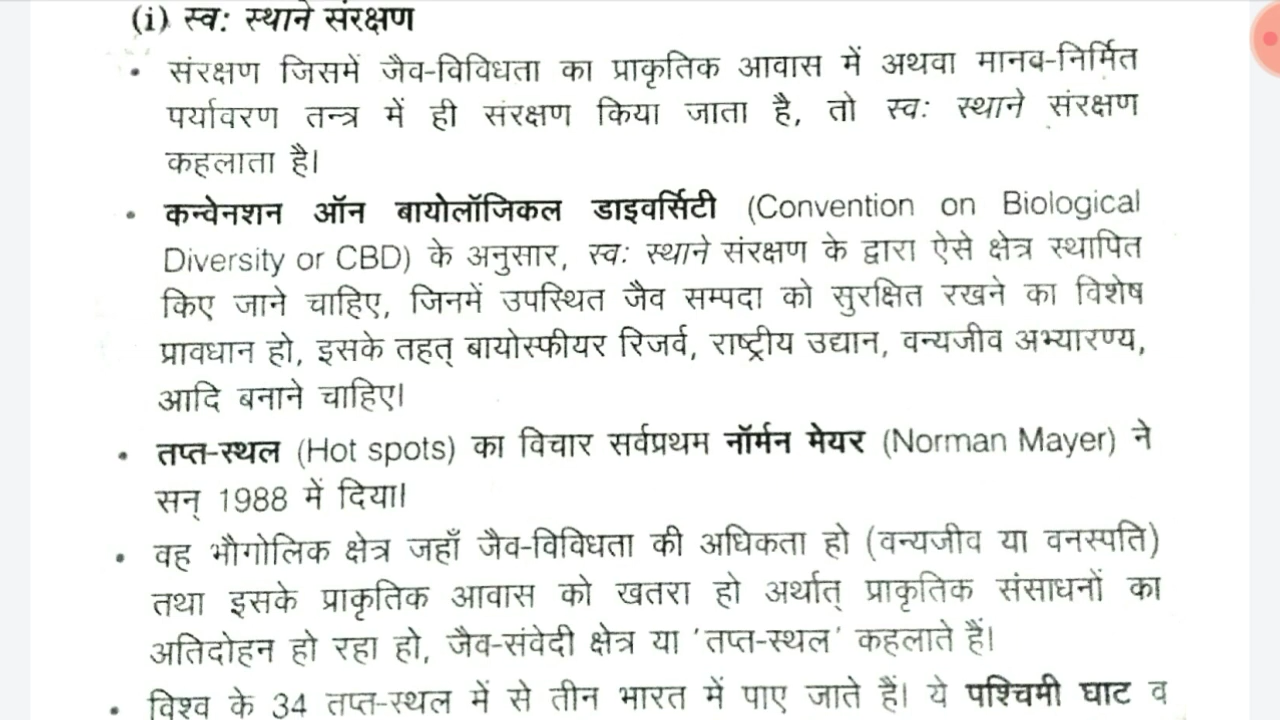 (i) स्व: स्थाने संरक्षण
• संरक्षण जिसमें जैव-विविधता का प्राकृतिक आवास में अथवा मानव-निर्मित
पर्यावरण तन्त्र में ही संरक्षण किया जाता है, तो स्व: स्थाने संरक्षण
कहलाता है।
• कन्वेनशन ऑन बायोलॉजिकल डाइवर्सिटी (Convention on Biological
Diversity or CBD) के अनुसार, स्व: स्थाने संरक्षण के द्वारा ऐसे क्षेत्र स्थापित
किए जाने चाहिए, जिनमें उपस्थित जैव सम्पदा को सुरक्षित रखने का विशेष
प्रावधान हो, इसके तहत् बायोस्फीयर रिजर्व, राष्ट्रीय उद्यान, वन्यजीव अभ्यारण्य,
आदि बनाने चाहिए।
• तप्त-स्थल (Hot spots) का विचार सर्वप्रथम नॉर्मन मेयर (Norman Mayer) ने
सन् 1988 में दिया।
• वह भौगोलिक क्षेत्र जहाँ जैव-विविधता की अधिकता हो (वन्यजीव या वनस्पति)
तथा इसके प्राकृतिक आवास को खतरा हो अर्थात् प्राकृतिक संसाधनों का
अतिदोहन हो रहा हो, जैव-संवेदी क्षेत्र या 'तप्त-स्थल' कहलाते हैं।
• विश्व के 34 तप्त-स्थल में से तीन भारत में पाए जाते हैं। ये पश्चिमी घाट व